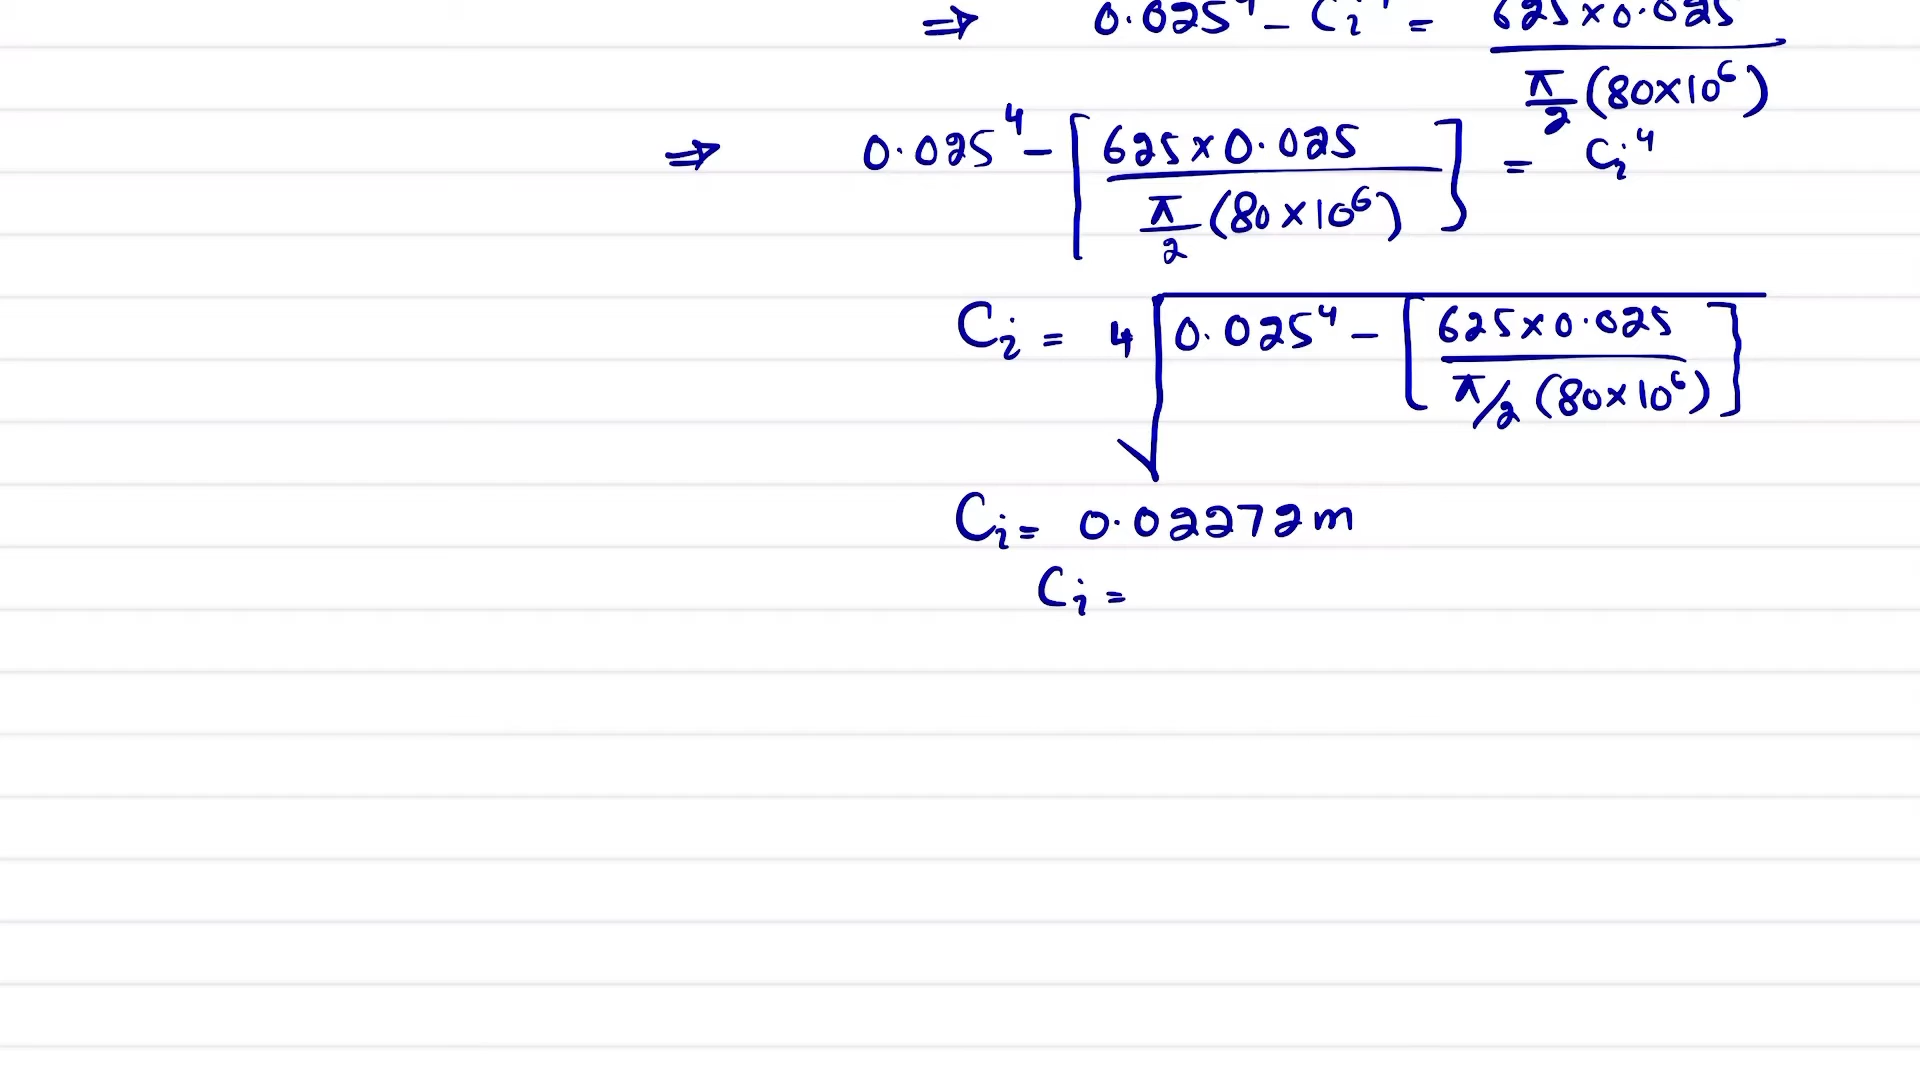 ⇒ 0.025⁴ - Ci⁴ = 625×0.025
π/2 (80×10⁶)
⇒ 0.025⁴ - [625×0.025 / π/2 (80×10⁶)] = Ci⁴
Ci = ⁴√(0.025⁴ - [625×0.025 / π/2 (80×10⁶)])
Ci = 0.02272m
Ci =